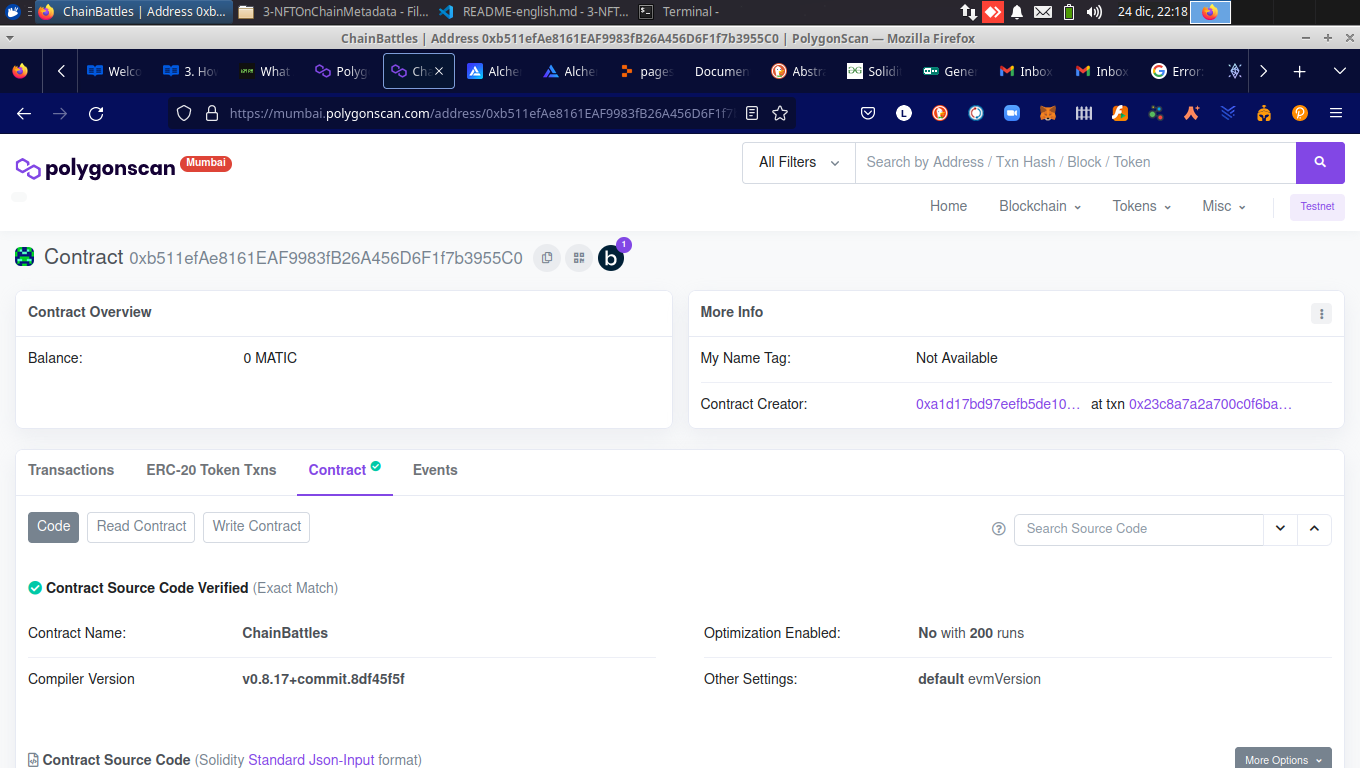 ChainBattles | Address 0xb... 3-NFTOnChainMetadata - Fil... README-english.md - 3-NFT... Terminal - 24 dic, 22:18
ChainBattles | Address 0xb511efAe8161EAF9983fB26A456D6F1f7b3955C0 | PolygonScan — Mozilla Firefox
Welco 3. How What Polyg Cha Alche Alche pages Documen Abstra Solidi Gene Inbox Inbox Error:
https://mumbai.polygonscan.com/address/0xb511efAe8161EAF9983fB26A456D6F1f7
polygonscan Mumbai
All Filters Search by Address / Txn Hash / Block / Token
Home Blockchain Tokens Misc Testnet
Contract 0xb511efAe8161EAF9983fB26A456D6F1f7b3955C0 b 1
Contract Overview
Balance: 0 MATIC
More Info
My Name Tag: Not Available
Contract Creator: 0xa1d17bd97eefb5de10... at txn 0x23c8a7a2a700c0f6ba...
Transactions ERC-20 Token Txns Contract Events
Code Read Contract Write Contract Search Source Code
Contract Source Code Verified (Exact Match)
Contract Name: ChainBattles
Optimization Enabled: No with 200 runs
Compiler Version v0.8.17+commit.8df45f5f
Other Settings: default evmVersion
Contract Source Code (Solidity Standard Json-Input format) More Options